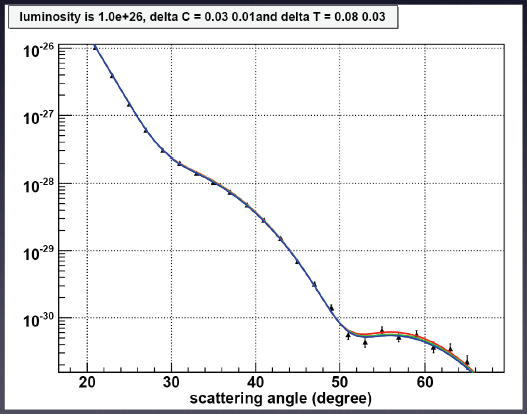 luminosity is 1.0e+26, delta C = 0.03 0.01and delta T = 0.08 0.03
10-26
10-27
10-28
10-29
10-30
20 30 40 50 60
scattering angle (degree)